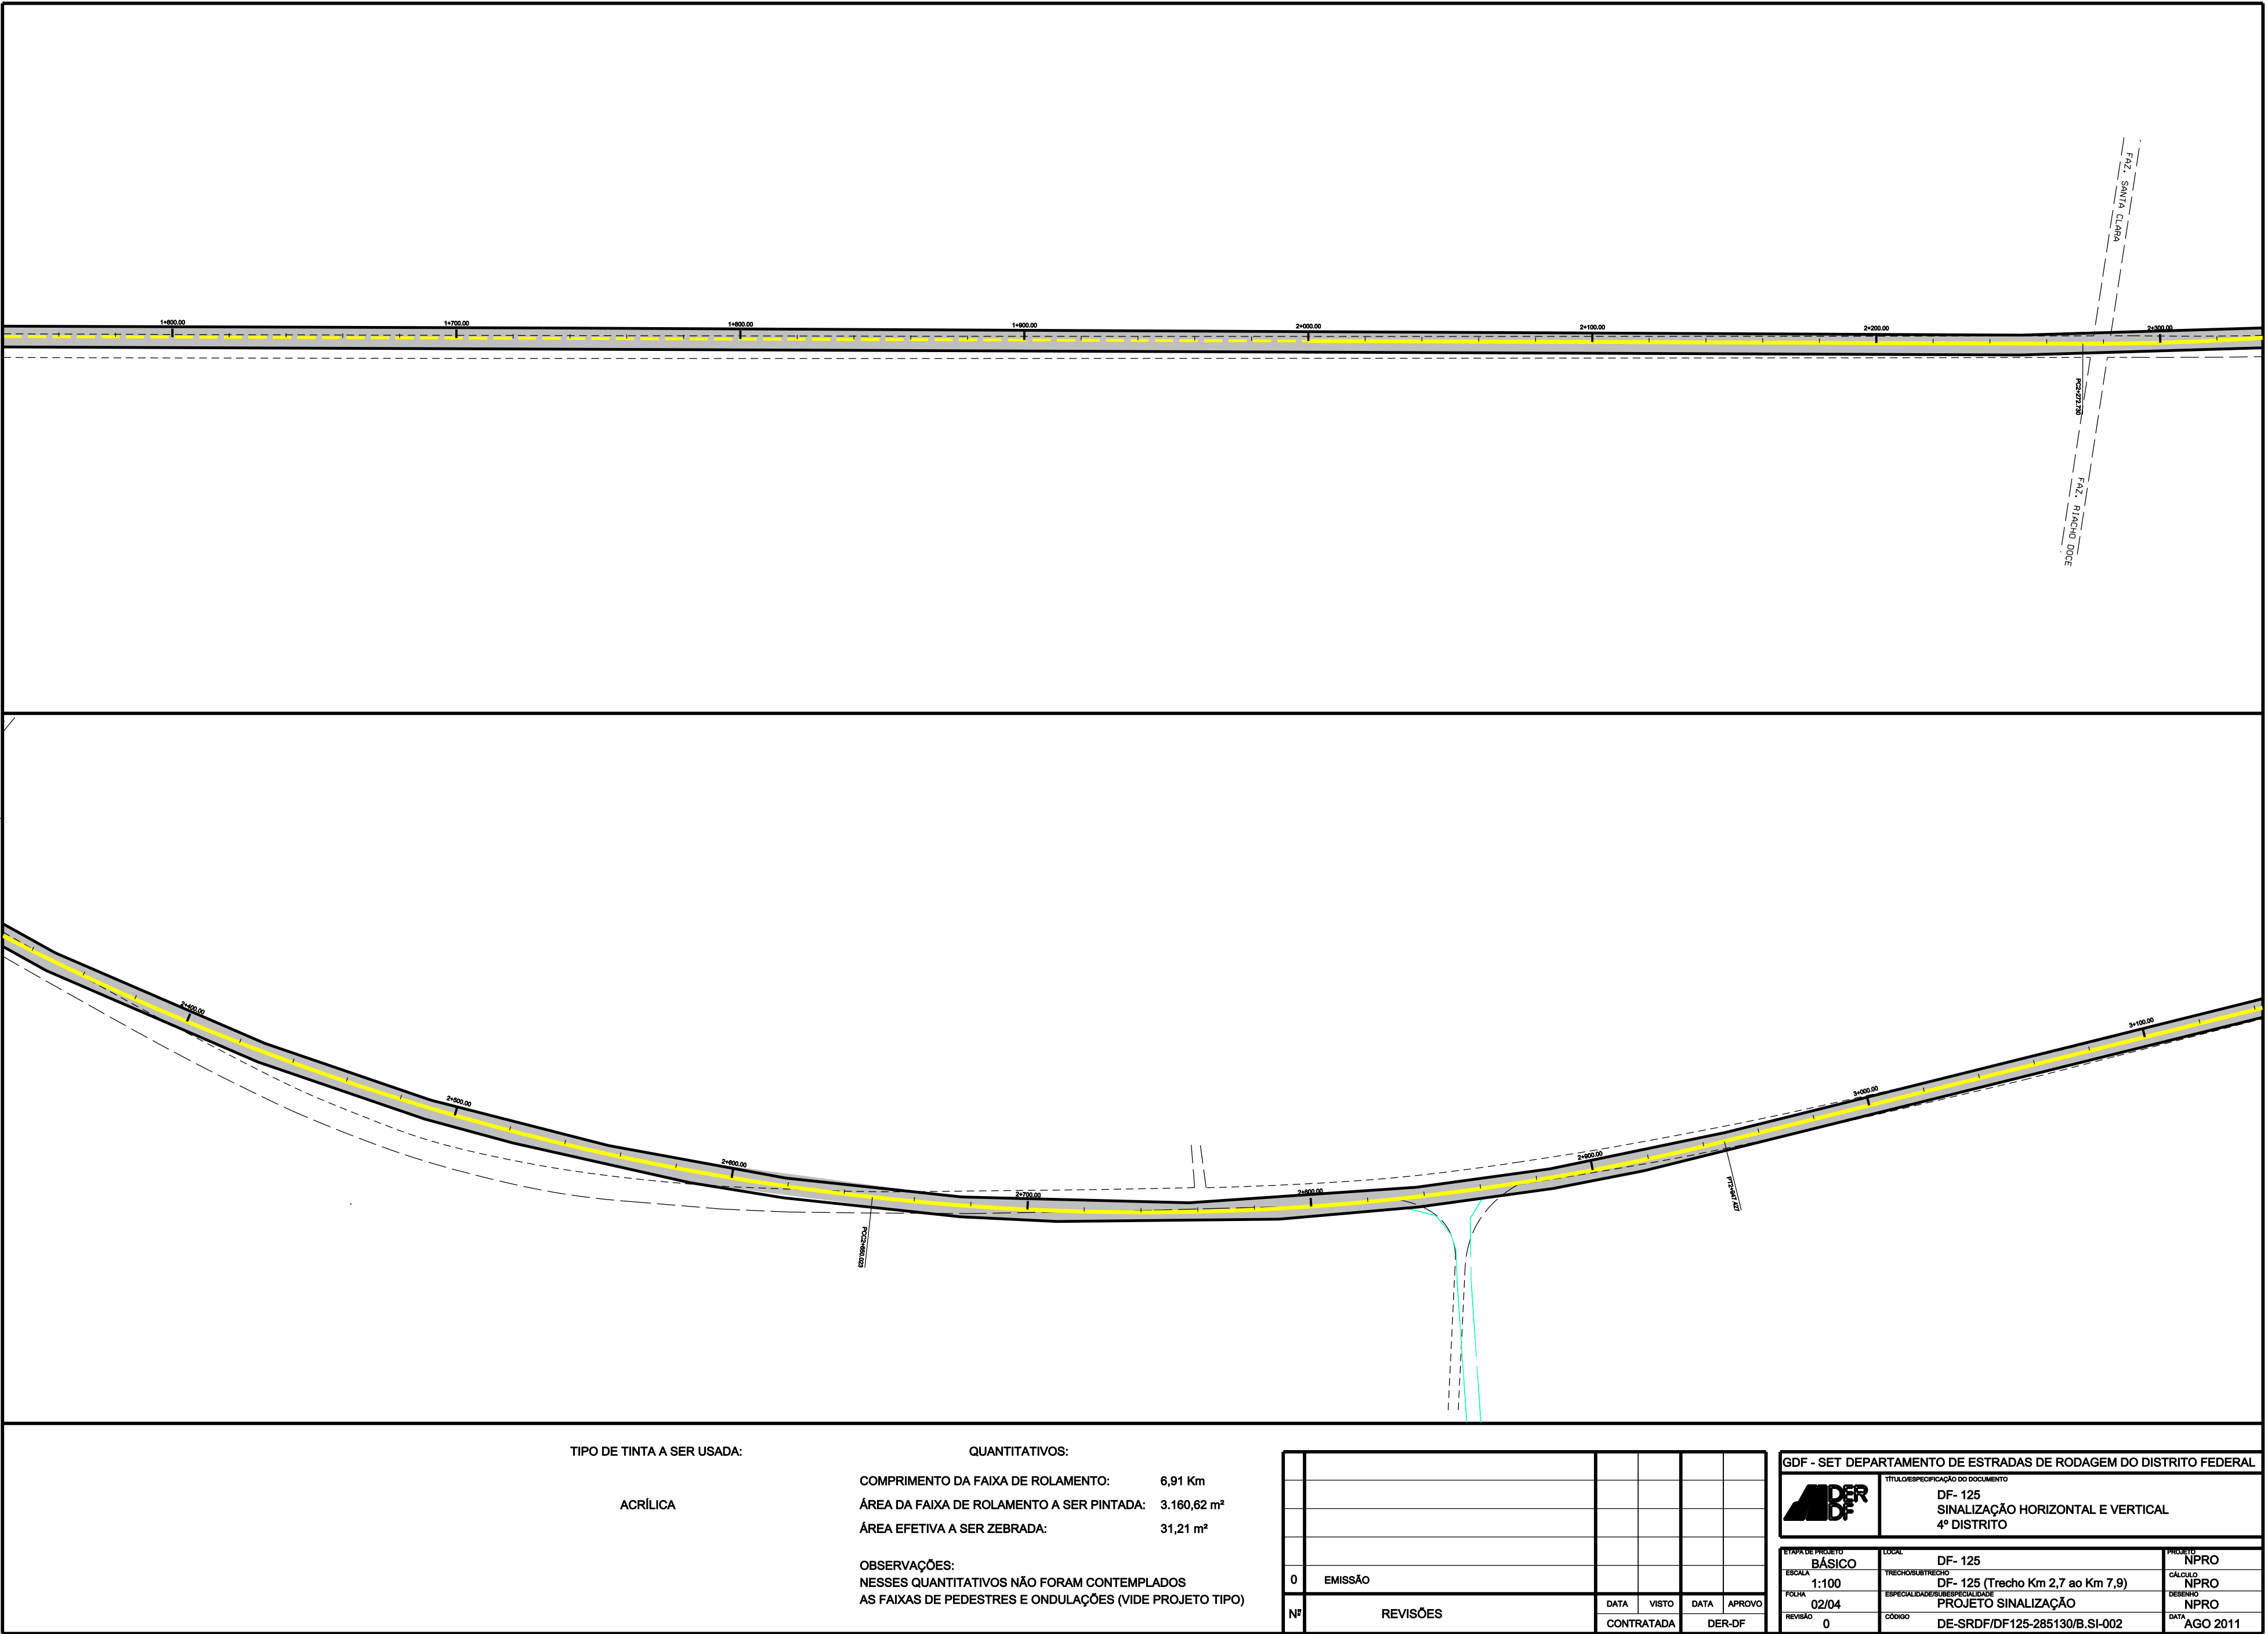 FAZ. SANTA CLARA
1+600.00
1+700.00
1+800.00
1+900.00
2+000.00
2+100.00
2+200.00
2+300.00
PC2+272.730
FAZ. RIACHO DOCE
2+400.00
2+500.00
2+600.00
2+700.00
2+800.00
2+900.00
3+000.00
3+100.00
PCC2+650.023
PT2+947.407
TIPO DE TINTA A SER USADA:
ACRÍLICA
QUANTITATIVOS:
COMPRIMENTO DA FAIXA DE ROLAMENTO: 6,91 Km
ÁREA DA FAIXA DE ROLAMENTO A SER PINTADA: 3.160,62 m²
ÁREA EFETIVA A SER ZEBRADA: 31,21 m²
OBSERVAÇÕES:
NESSES QUANTITATIVOS NÃO FORAM CONTEMPLADOS
AS FAIXAS DE PEDESTRES E ONDULAÇÕES (VIDE PROJETO TIPO)
0 EMISSÃO
Nº REVISÕES
DATA VISTO DATA APROVO
CONTRATADA DER-DF
GDF - SET DEPARTAMENTO DE ESTRADAS DE RODAGEM DO DISTRITO FEDERAL
DER
DF
TÍTULO/ESPECIFICAÇÃO DO DOCUMENTO
DF- 125
SINALIZAÇÃO HORIZONTAL E VERTICAL
4º DISTRITO
ETAPA DE PROJETO
BÁSICO
LOCAL
DF- 125
PROJETO
NPRO
ESCALA
1:100
TRECHO/SUBTRECHO
DF- 125 (Trecho Km 2,7 ao Km 7,9)
CÁLCULO
NPRO
FOLHA
02/04
ESPECIALIDADE/SUBESPECIALIDADE
PROJETO SINALIZAÇÃO
DESENHO
NPRO
REVISÃO
0
CÓDIGO
DE-SRDF/DF125-285130/B.SI-002
DATA
AGO 2011